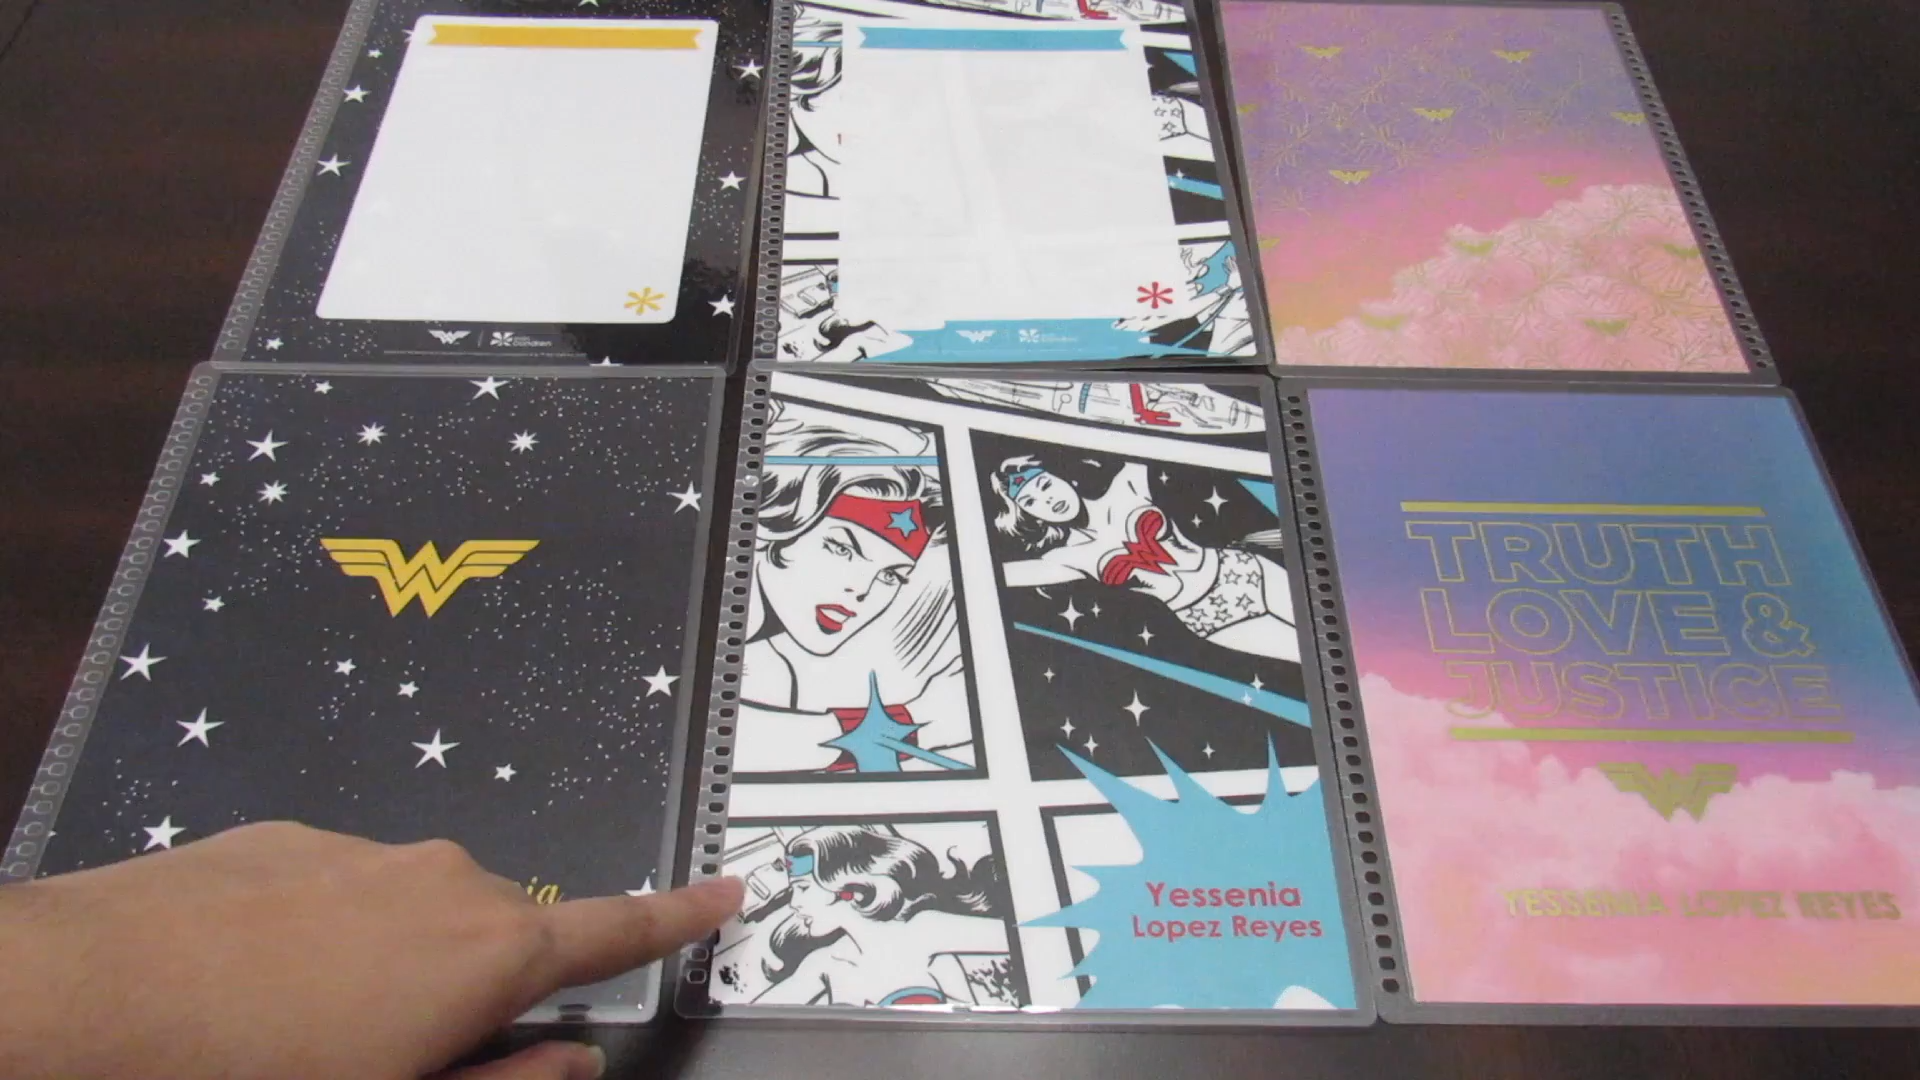 TRUTH
LOVE &
JUSTICE
Yessenia
Lopez Reyes
YESSENIA LOPEZ REYES